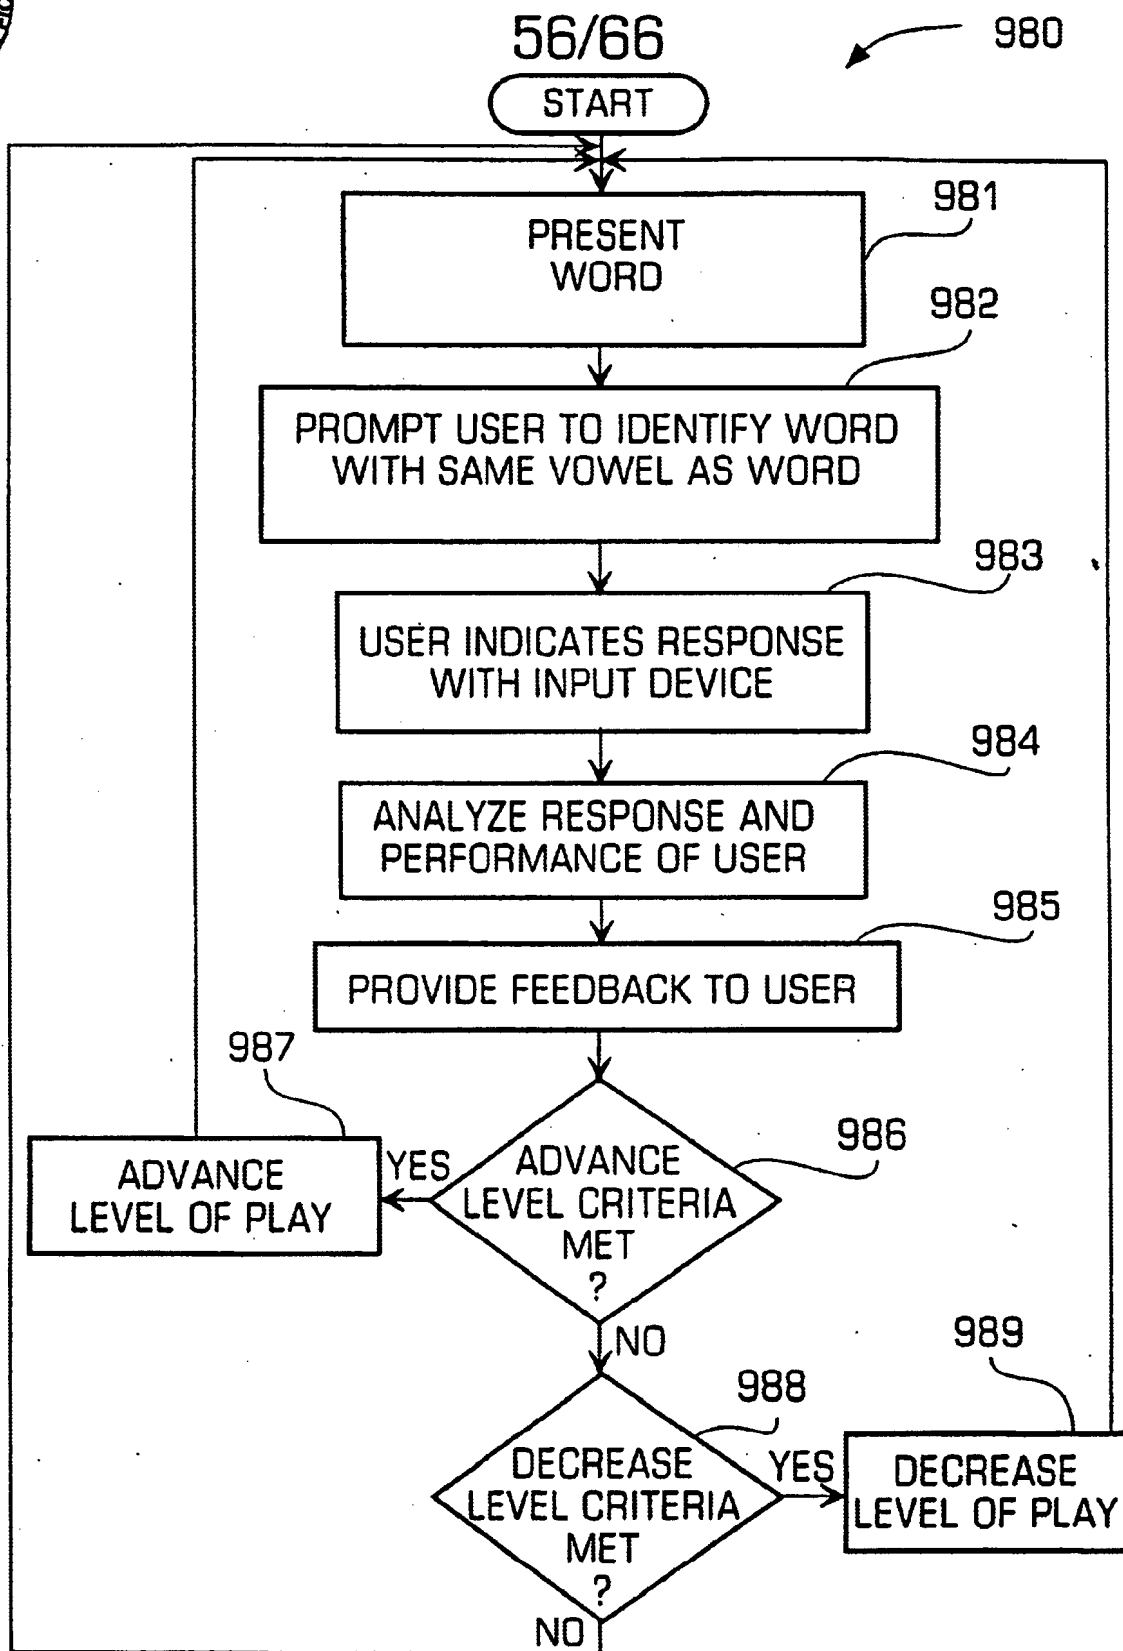 56/66
980
START
981
PRESENT
WORD
982
PROMPT USER TO IDENTIFY WORD
WITH SAME VOWEL AS WORD
983
USER INDICATES RESPONSE
WITH INPUT DEVICE
984
ANALYZE RESPONSE AND
PERFORMANCE OF USER
985
PROVIDE FEEDBACK TO USER
987
986
ADVANCE
LEVEL OF PLAY
YES
ADVANCE
LEVEL CRITERIA
MET
?
NO
989
988
DECREASE
LEVEL CRITERIA
MET
?
YES
DECREASE
LEVEL OF PLAY
NO